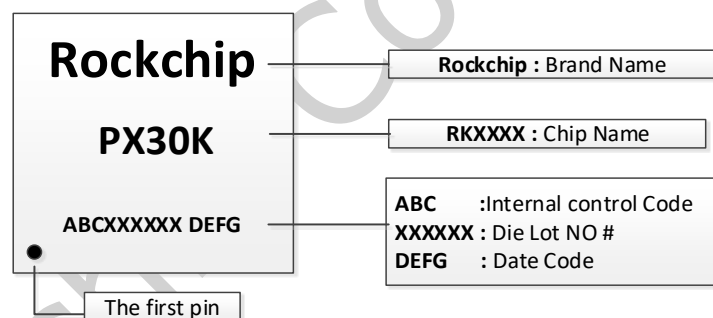 Rockchip
Rockchip : Brand Name
PX30K
RKXXXX : Chip Name
ABCXXXXXX DEFG
ABC :Internal control Code
XXXXXX : Die Lot NO #
DEFG : Date Code
The first pin